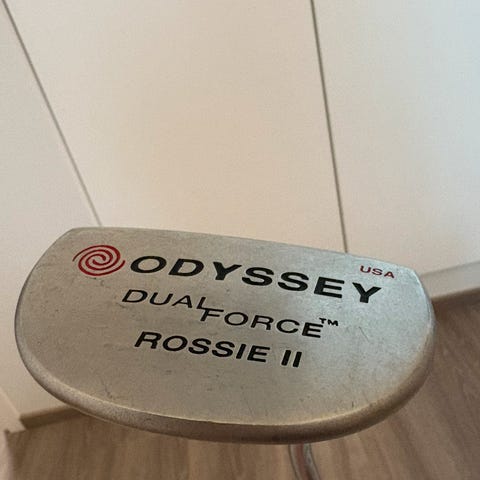 ODYSSEY USA
DUAL FORCE™
ROSSIE II